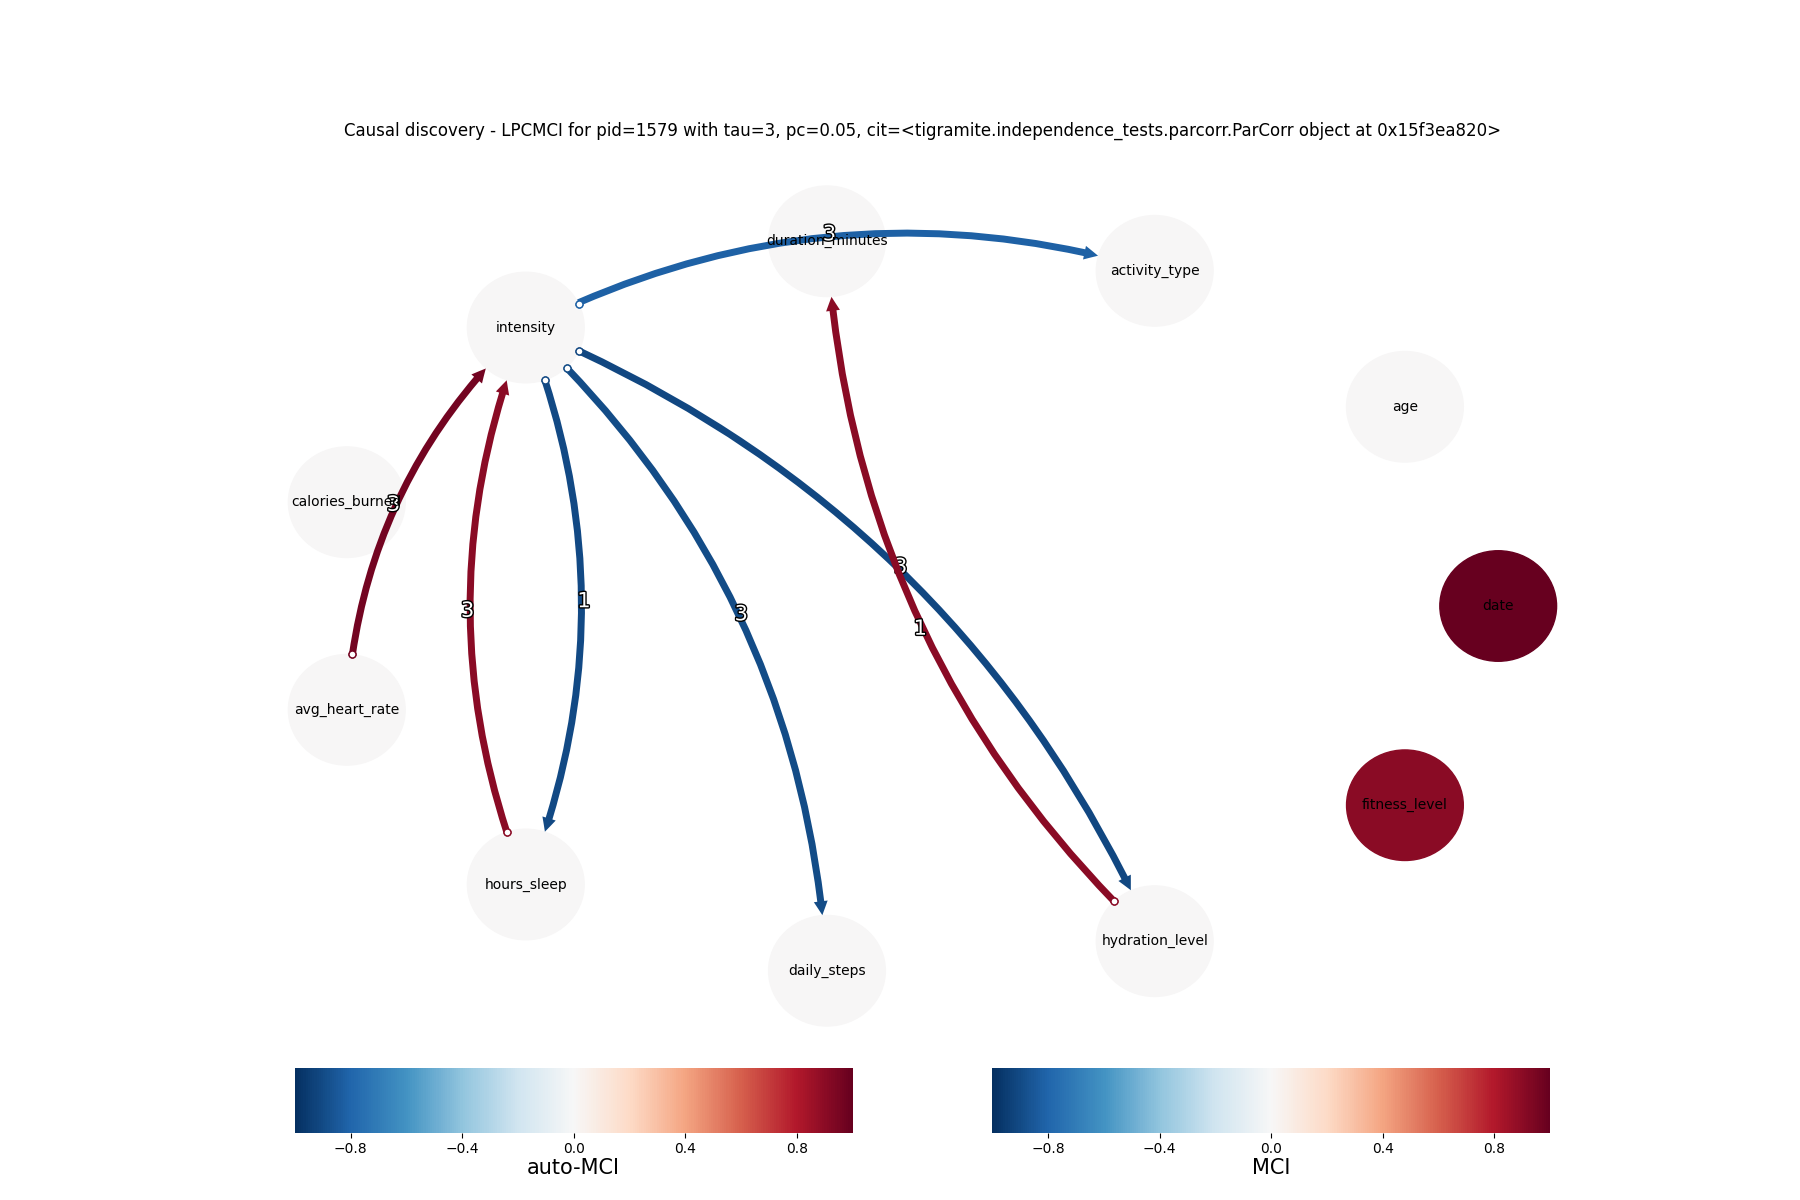 Causal discovery - LPCMCI for pid=1579 with tau=3, pc=0.05, cit=<tigramite.independence_tests.parcorr.ParCorr object at 0x15f3ea820>
3
duration_minutes
activity_type
intensity
age
calories_burned
3
3
3
1
3
1
date
avg_heart_rate
fitness_level
hours_sleep
hydration_level
daily_steps
−0.8 −0.4 0.0 0.4 0.8
auto-MCI
−0.8 −0.4 0.0 0.4 0.8
MCI